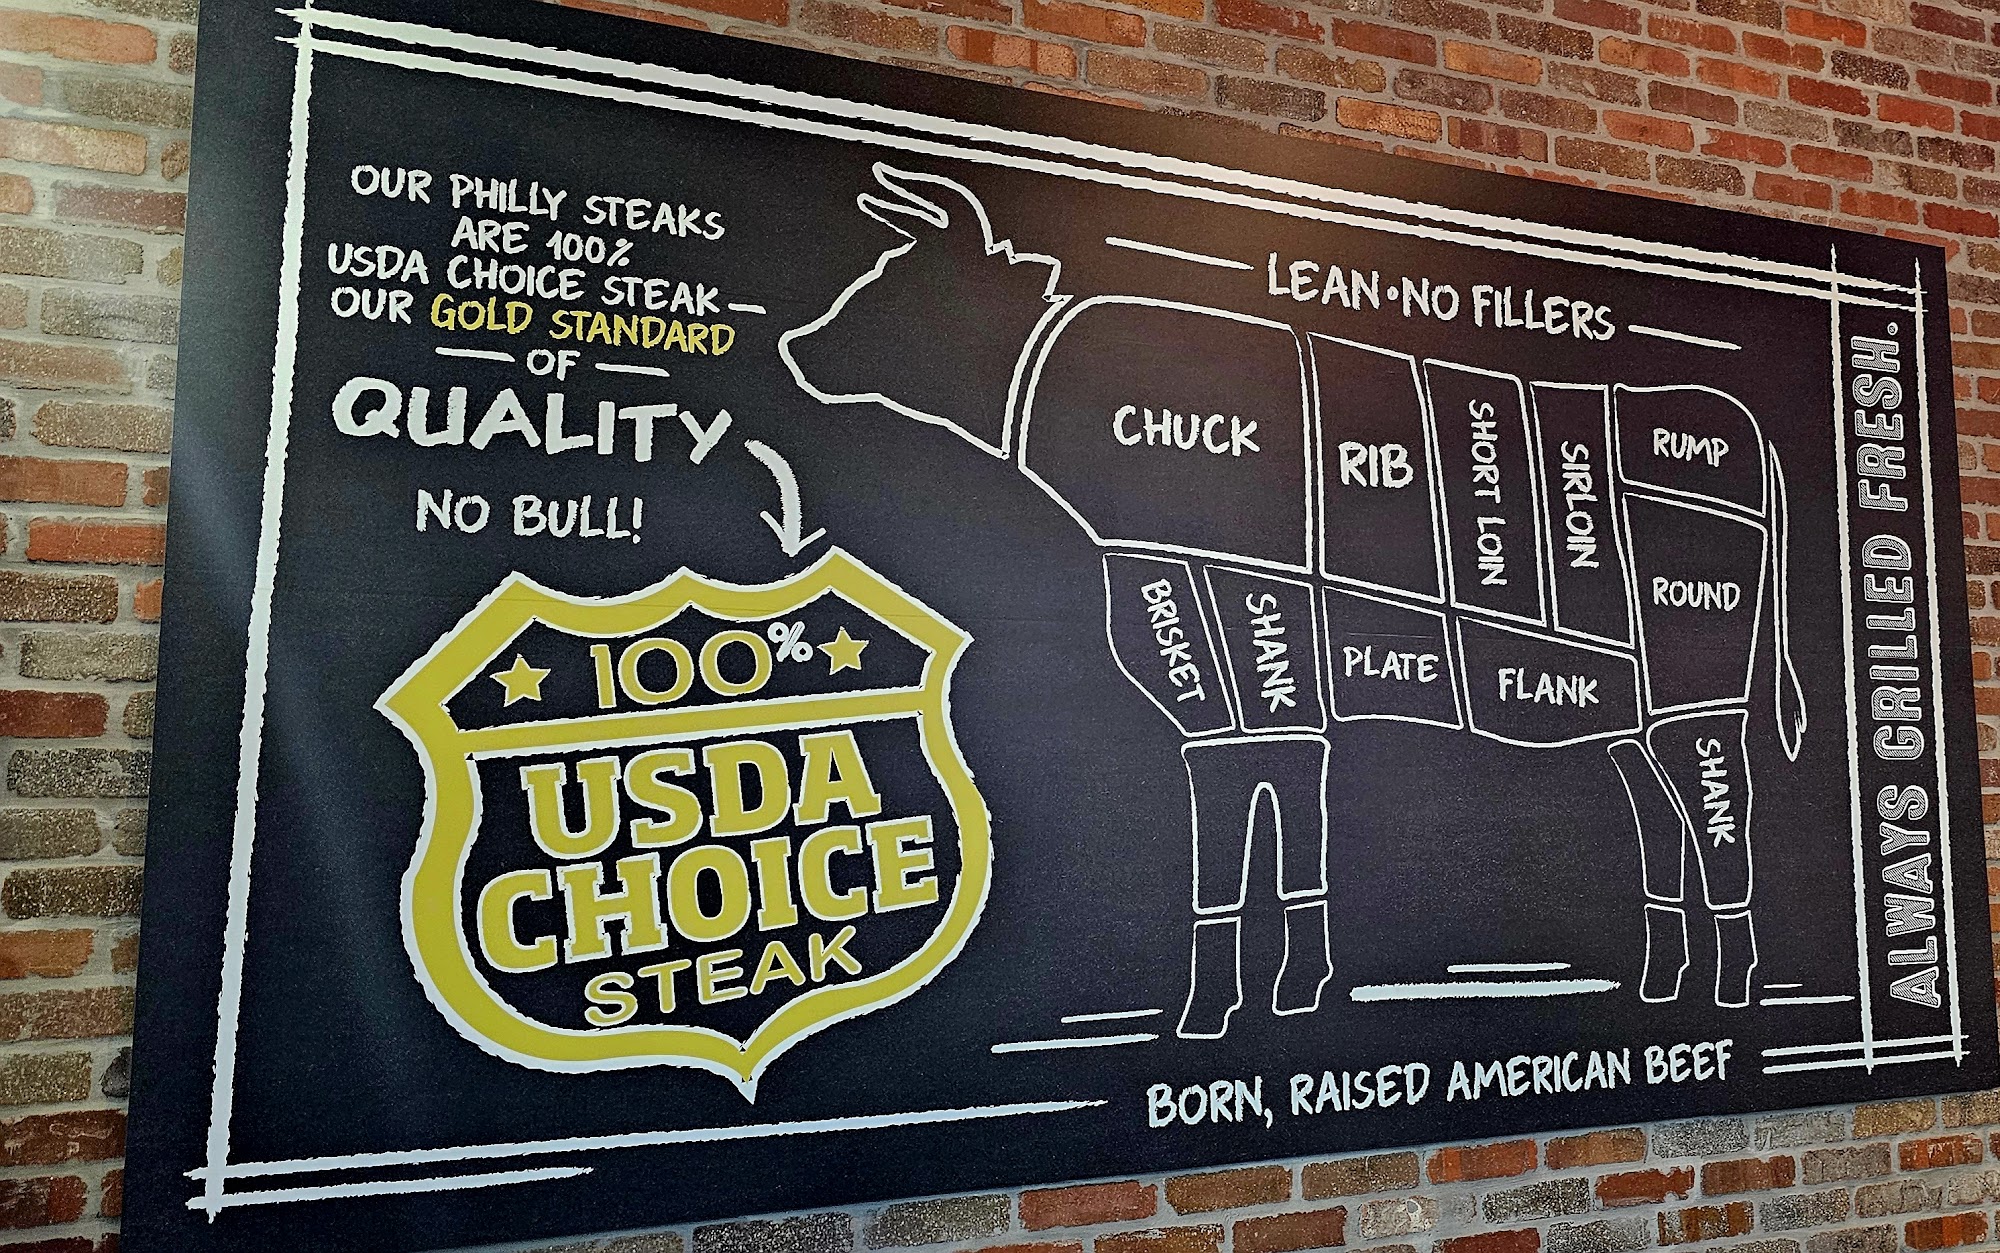 OUR PHILLY STEAKS
ARE 100%
USDA CHOICE STEAK—
OUR GOLD STANDARD
— OF —
QUALITY
NO BULL!
100%
USDA
CHOICE
STEAK
LEAN • NO FILLERS
CHUCK
RIB
SHORT LOIN
SIRLOIN
RUMP
ROUND
BRISKET
SHANK
PLATE
FLANK
SHANK
BORN, RAISED AMERICAN BEEF
ALWAYS GRILLED FRESH.®